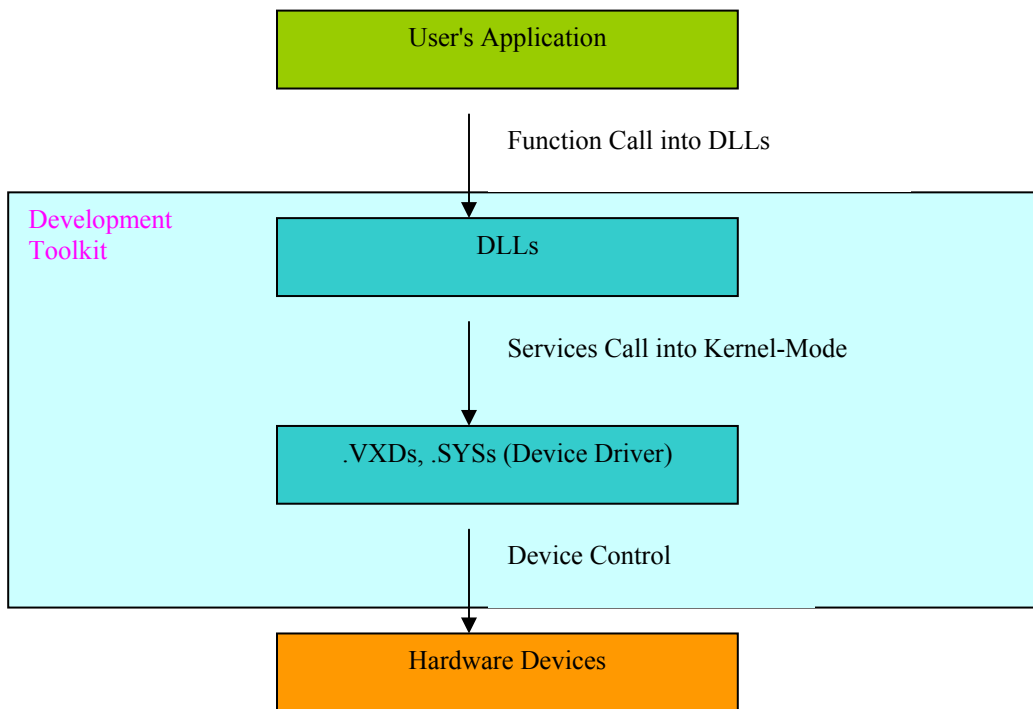 User's Application
Function Call into DLLs
Development
Toolkit
DLLs
Services Call into Kernel-Mode
.VXDs, .SYSs (Device Driver)
Device Control
Hardware Devices